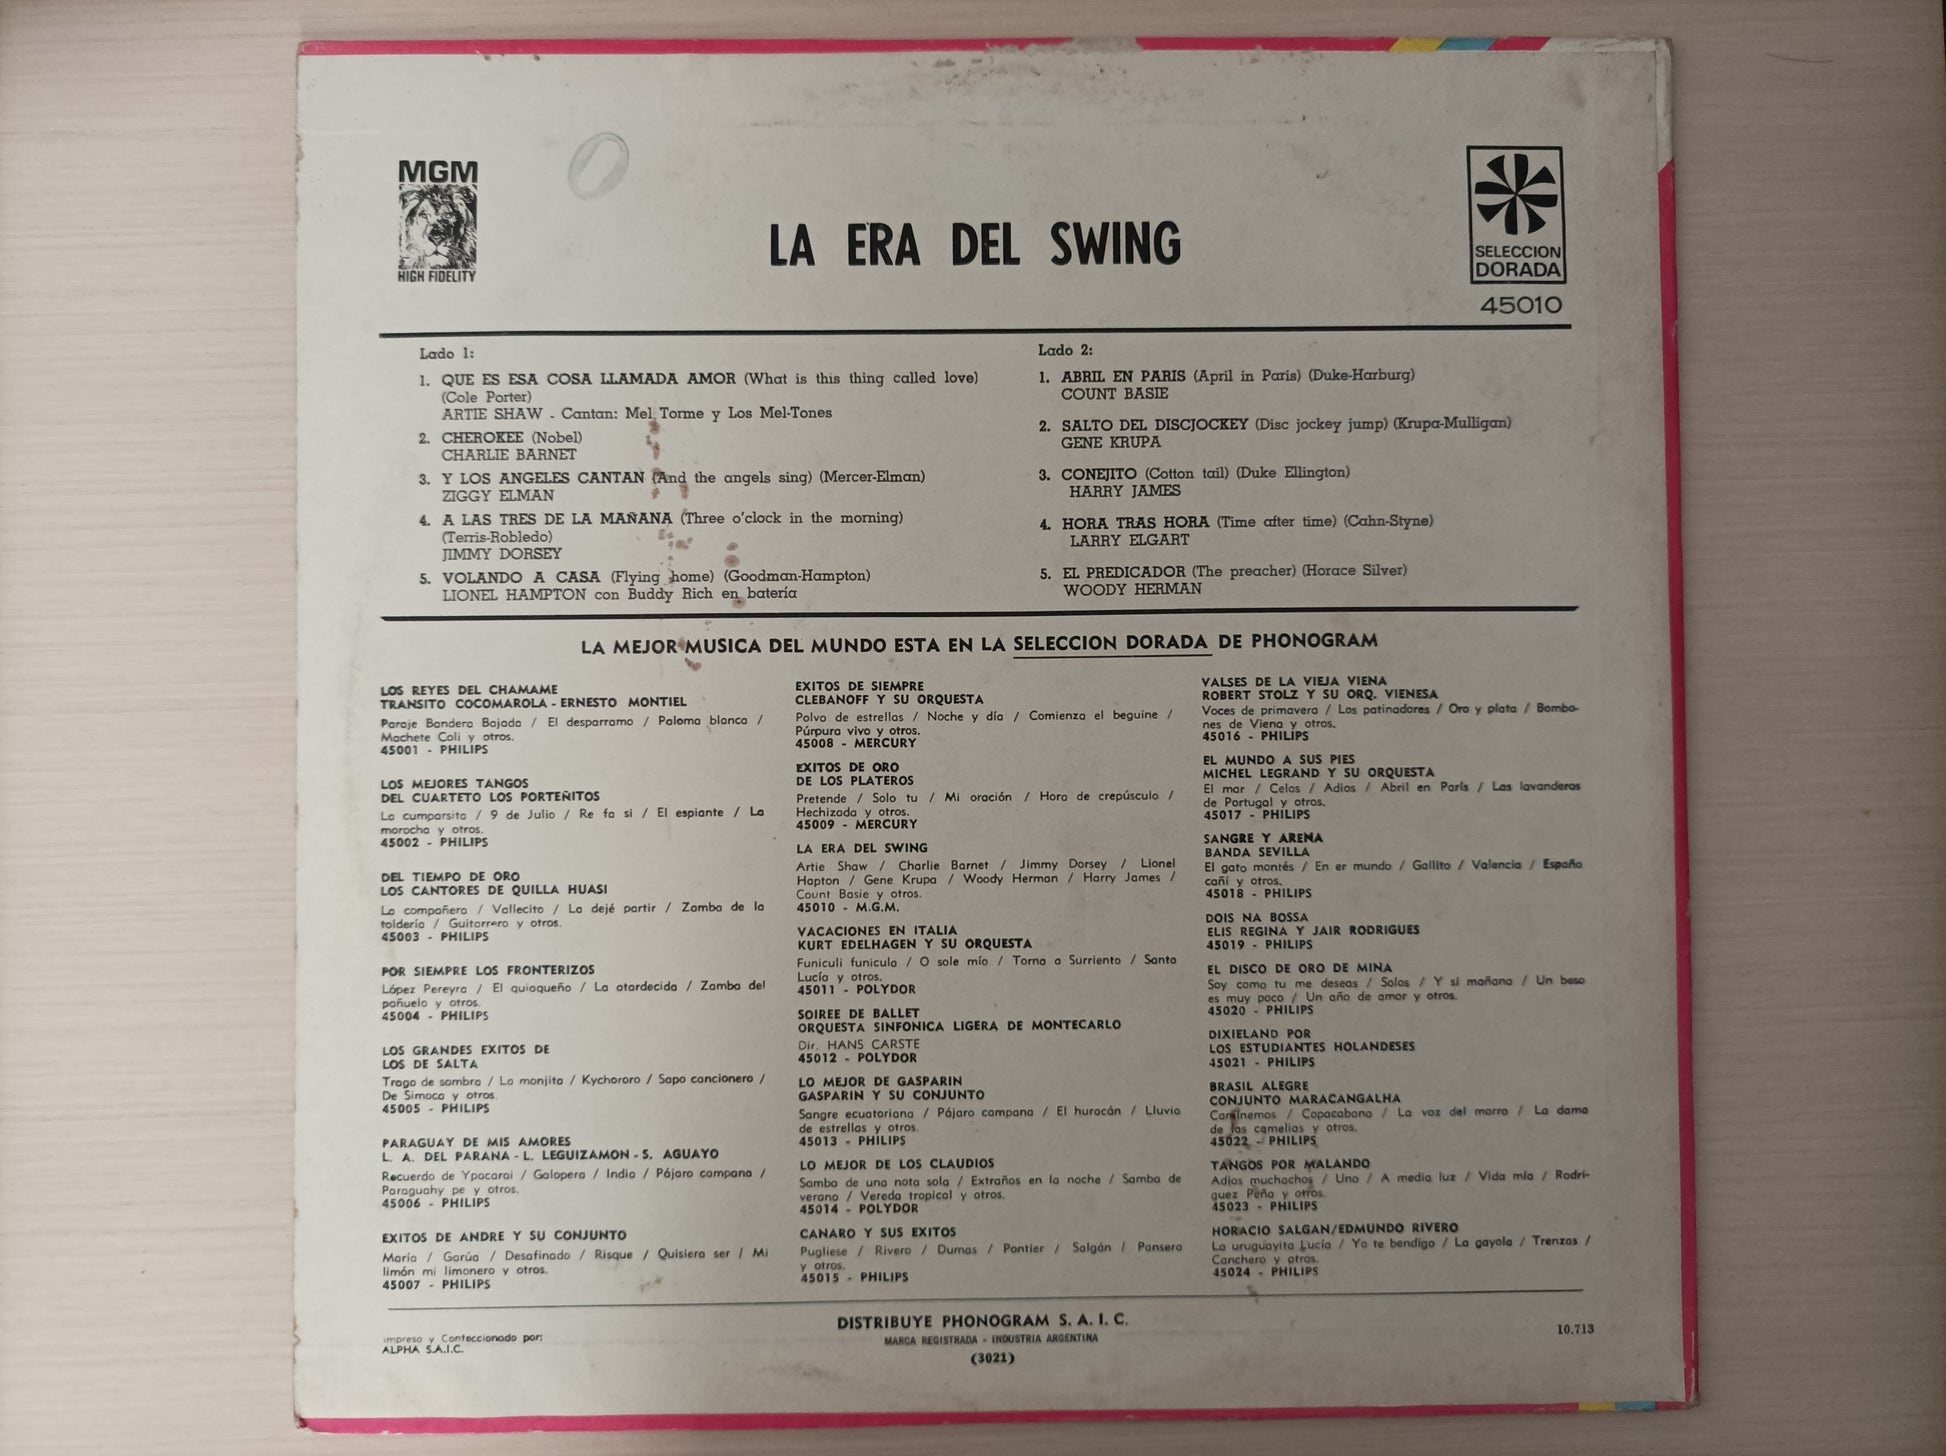 MGM
HIGH FIDELITY
LA ERA DEL SWING
SELECCION
DORADA
45010
Lado 1:
1. QUE ES ESA COSA LLAMADA AMOR (What is this thing called love)
(Cole Porter)
ARTIE SHAW - Cantan: Mel Torme y Los Mel-Tones
2. CHEROKEE (Nobel)
CHARLIE BARNET
3. Y LOS ANGELES CANTAN (And the angels sing) (Mercer-Elman)
ZIGGY ELMAN
4. A LAS TRES DE LA MAÑANA (Three o'clock in the morning)
(Terris-Robledo)
JIMMY DORSEY
5. VOLANDO A CASA (Flying home) (Goodman-Hampton)
LIONEL HAMPTON con Buddy Rich en batería
Lado 2:
1. ABRIL EN PARIS (April in Paris) (Duke-Harburg)
COUNT BASIE
2. SALTO DEL DISCJOCKEY (Disc jockey jump) (Krupa-Mulligan)
GENE KRUPA
3. CONEJITO (Cotton tail) (Duke Ellington)
HARRY JAMES
4. HORA TRAS HORA (Time after time) (Cahn-Styne)
LARRY ELGART
5. EL PREDICADOR (The preacher) (Horace Silver)
WOODY HERMAN
LA MEJOR MUSICA DEL MUNDO ESTA EN LA SELECCION DORADA DE PHONOGRAM
LOS REYES DEL CHAMAME
TRANSITO COCOMAROLA - ERNESTO MONTIEL
Paraje Bandera Bajada / El desparramo / Paloma blanca /
Machete Coli y otros.
45001 - PHILIPS
LOS MEJORES TANGOS
DEL CUARTETO LOS PORTEÑITOS
La cumparsita / 9 de Julio / Re fa si / El espiante / La
morocha y otros.
45002 - PHILIPS
DEL TIEMPO DE ORO
LOS CANTORES DE QUILLA HUASI
La compañera / Vallecito / La dejé partir / Zamba de la
toldería / Guitarrero y otros.
45003 - PHILIPS
POR SIEMPRE LOS FRONTERIZOS
López Pereyra / El quiaqueño / La atardecida / Zamba del
pañuelo y otros.
45004 - PHILIPS
LOS GRANDES EXITOS DE
LOS DE SALTA
Trago de sombra / La monjita / Kychororo / Sapo cancionero /
De Simoca y otros.
45005 - PHILIPS
PARAGUAY DE MIS AMORES
L. A. DEL PARANA - L. LEGUIZAMON - S. AGUAYO
Recuerdo de Ypacarai / Galopera / India / Pájaro campana /
Paraguahy pe y otros.
45006 - PHILIPS
EXITOS DE ANDRE Y SU CONJUNTO
María / Garúa / Desafinado / Risque / Quisiera ser / Mi
limón mi limonero y otros.
45007 - PHILIPS
EXITOS DE SIEMPRE
CLEBANOFF Y SU ORQUESTA
Polvo de estrellas / Noche y día / Comienza el beguine /
Púrpura vivo y otros.
45008 - MERCURY
EXITOS DE ORO
DE LOS PLATEROS
Pretende / Solo tu / Mi oración / Hora de crepúsculo /
Hechizada y otros.
45009 - MERCURY
LA ERA DEL SWING
Artie Shaw / Charlie Barnet / Jimmy Dorsey / Lionel
Hapton / Gene Krupa / Woody Herman / Harry James /
Count Basie y otros.
45010 - M.G.M.
VACACIONES EN ITALIA
KURT EDELHAGEN Y SU ORQUESTA
Funiculi funicula / O sole mío / Torna a Surriento / Santa
Lucía y otros.
45011 - POLYDOR
SOIREE DE BALLET
ORQUESTA SINFONICA LIGERA DE MONTECARLO
Dir. HANS CARSTE
45012 - POLYDOR
LO MEJOR DE GASPARIN
GASPARIN Y SU CONJUNTO
Sangre ecuatoriana / Pájaro campana / El huracán / Lluvia
de estrellas y otros.
45013 - PHILIPS
LO MEJOR DE LOS CLAUDIOS
Samba de una nota sola / Extraños en la noche / Samba de
verano / Vereda tropical y otros.
45014 - POLYDOR
CANARO Y SUS EXITOS
Pugliese / Rivero / Dumas / Pontier / Salgán / Pansera
y otros.
45015 - PHILIPS
VALSES DE LA VIEJA VIENA
ROBERT STOLZ Y SU ORQ. VIENESA
Voces de primavera / Los patinadores / Oro y plata / Bombo-
nes de Viena y otros.
45016 - PHILIPS
EL MUNDO A SUS PIES
MICHEL LEGRAND Y SU ORQUESTA
El mar / Celos / Adios / Abril en París / Las lavanderas
de Portugal y otros.
45017 - PHILIPS
SANGRE Y ARENA
BANDA SEVILLA
El gato montés / En er mundo / Gallito / Valencia / España
cañi y otros.
45018 - PHILIPS
DOIS NA BOSSA
ELIS REGINA Y JAIR RODRIGUES
45019 - PHILIPS
EL DISCO DE ORO DE MINA
Soy como tu me deseas / Solos / Y si mañana / Un beso
es muy poco / Un año de amor y otros.
45020 - PHILIPS
DIXIELAND POR
LOS ESTUDIANTES HOLANDESES
45021 - PHILIPS
BRASIL ALEGRE
CONJUNTO MARACANGALHA
Camínemos / Copacabana / La voz del morro / La dama
de las camelias y otros.
45022 - PHILIPS
TANGOS POR MALANDO
Adios muchachos / Uno / A media luz / Vida mía / Rodrí-
guez Peña y otros.
45023 - PHILIPS
HORACIO SALGAN/EDMUNDO RIVERO
La uruguayita Lucía / Yo te bendigo / La gayola / Trenzas /
Canchero y otros.
45024 - PHILIPS
Impreso y Confeccionado por:
ALPHA S.A.I.C.
DISTRIBUYE PHONOGRAM S. A. I. C.
MARCA REGISTRADA - INDUSTRIA ARGENTINA
(3021)
10.713